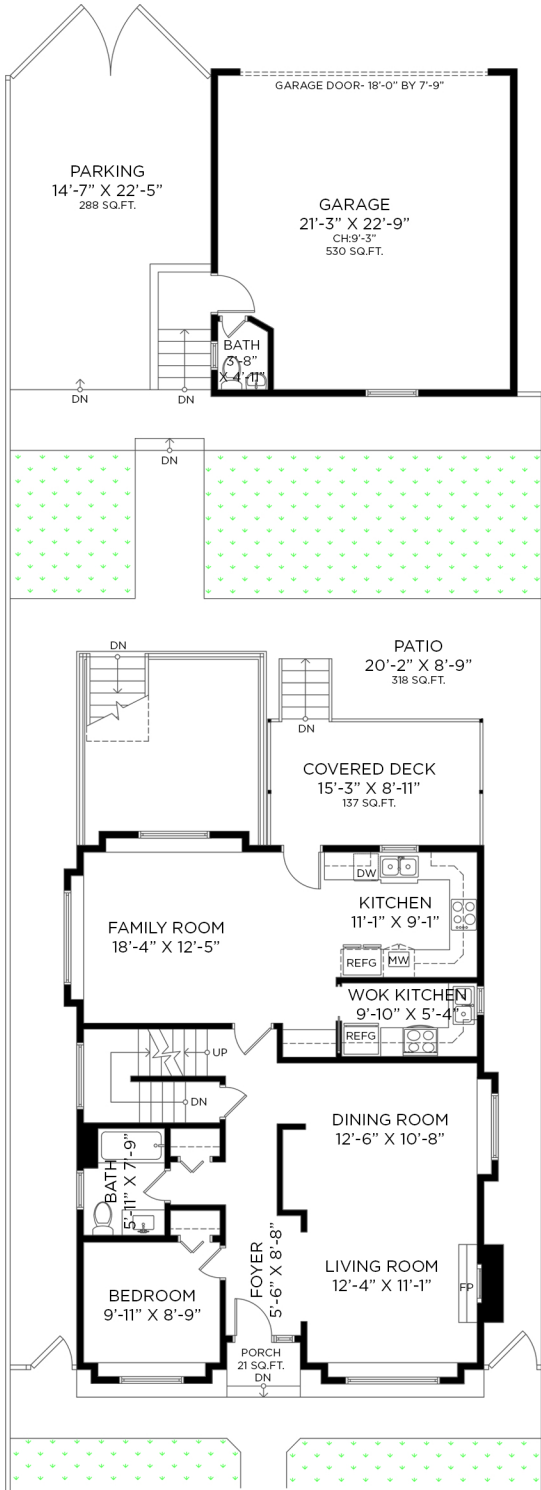 GARAGE DOOR- 18'-0" BY 7'-9"
PARKING
14'-7" X 22'-5"
288 SQ.FT.
GARAGE
21'-3" X 22'-9"
CH:9'-3"
530 SQ.FT.
BATH
3'-8"
X 4'-11"
DN
DN
DN
DN
PATIO
20'-2" X 8'-9"
318 SQ.FT.
DN
COVERED DECK
15'-3" X 8'-11"
137 SQ.FT.
DW
KITCHEN
11'-1" X 9'-1"
FAMILY ROOM
18'-4" X 12'-5"
REFG
MW
WOK KITCHEN
9'-10" X 5'-4"
REFG
UP
DN
DINING ROOM
12'-6" X 10'-8"
BATH
5'-11" X 7'-9"
FOYER
5'-6" X 8'-8"
LIVING ROOM
12'-4" X 11'-1"
FP
BEDROOM
9'-11" X 8'-9"
PORCH
21 SQ.FT.
DN